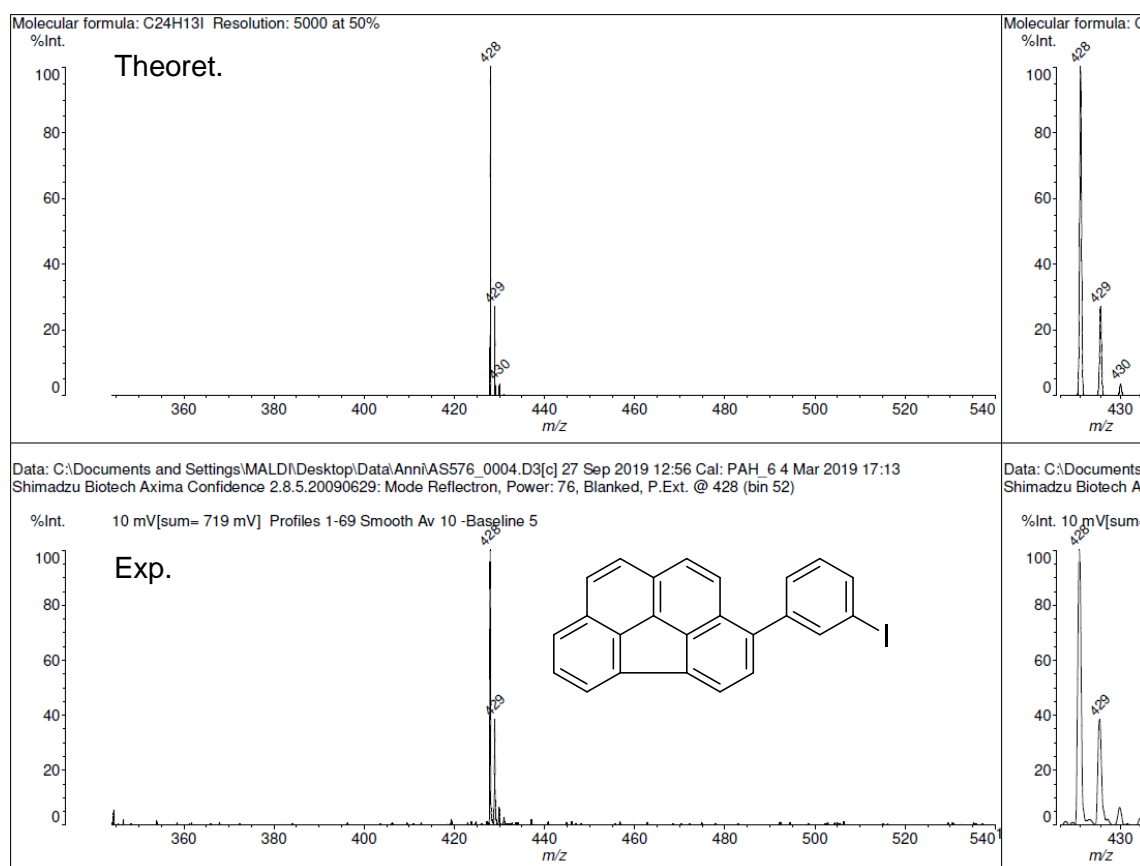 Molecular formula: C24H13I Resolution: 5000 at 50%
%Int.
Theoret.
100
80
60
40
20
0
428
429
430
360 380 400 420 440 460 480 500 520 540
m/z
Molecular formula: C
%Int.
100
80
60
40
20
0
428
429
430
430
m/z
Data: C:\Documents and Settings\MALDI\Desktop\Data\Anni\AS576_0004.D3[c] 27 Sep 2019 12:56 Cal: PAH_6 4 Mar 2019 17:13
Shimadzu Biotech Axima Confidence 2.8.5.20090629: Mode Reflectron, Power: 76, Blanked, P.Ext. @ 428 (bin 52)
%Int. 10 mV[sum= 719 mV] Profiles 1-69 Smooth Av 10 -Baseline 5
Exp.
100
80
60
40
20
0
428
429
I
360 380 400 420 440 460 480 500 520 540
m/z
Data: C:\Documents
Shimadzu Biotech A
%Int. 10 mV[sum=
100
80
60
40
20
0
428
429
430
m/z